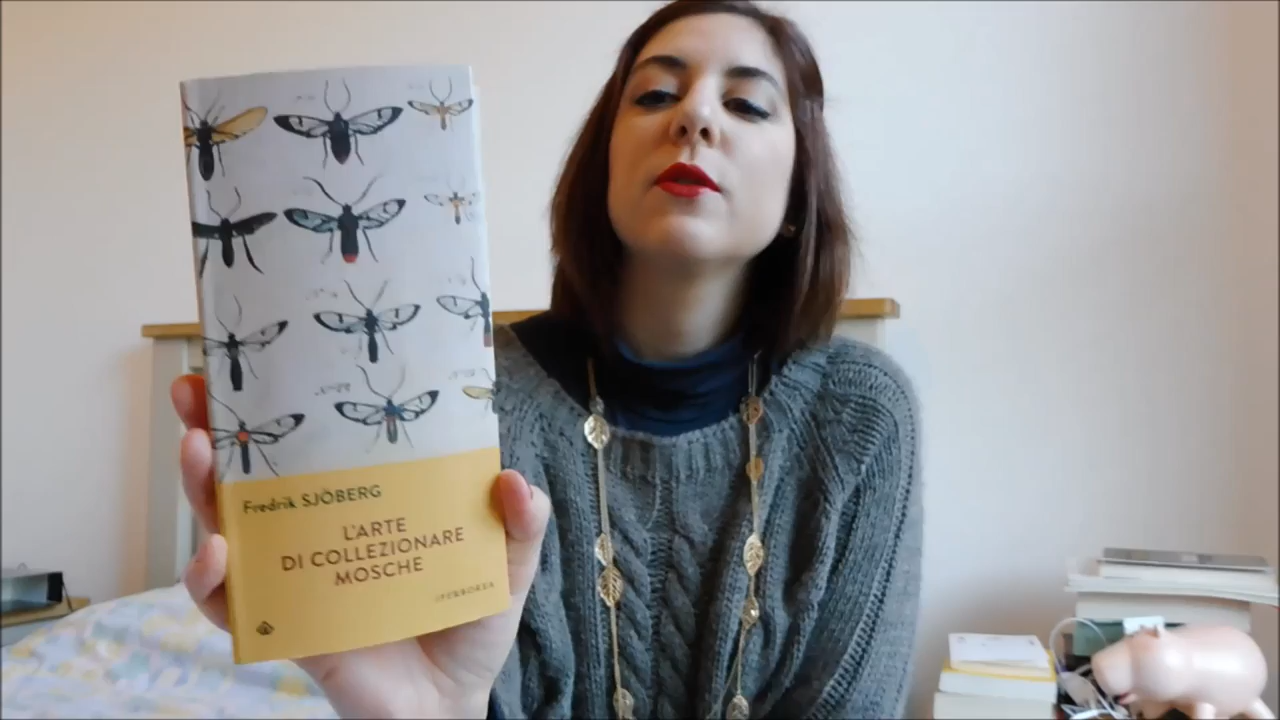 Fredrik SJÖBERG
L'ARTE
DI COLLEZIONARE
MOSCHE
IPERBOREA